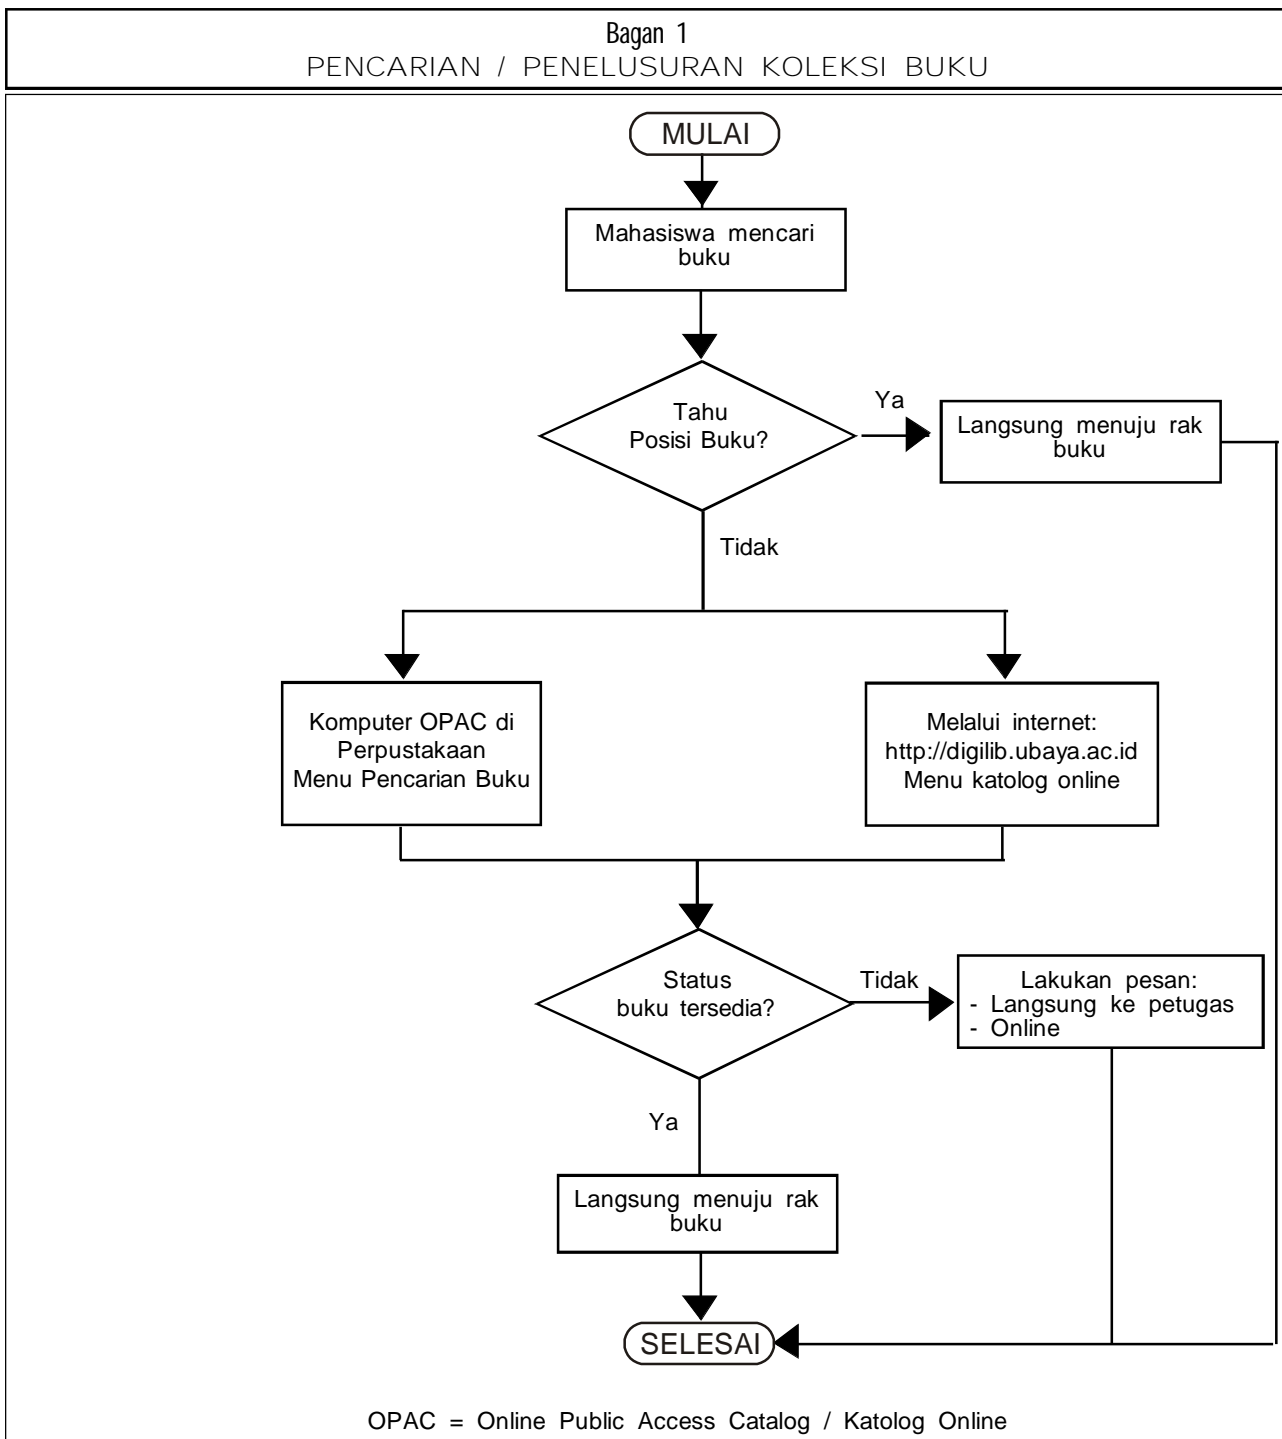 Bagan 1
PENCARIAN / PENELUSURAN KOLEKSI BUKU
MULAI
Mahasiswa mencari
buku
Tahu
Posisi Buku?
Ya
Langsung menuju rak
buku
Tidak
Komputer OPAC di
Perpustakaan
Menu Pencarian Buku
Melalui internet:
http://digilib.ubaya.ac.id
Menu katolog online
Status
buku tersedia?
Tidak
Lakukan pesan:
- Langsung ke petugas
- Online
Ya
Langsung menuju rak
buku
SELESAI
OPAC = Online Public Access Catalog / Katolog Online